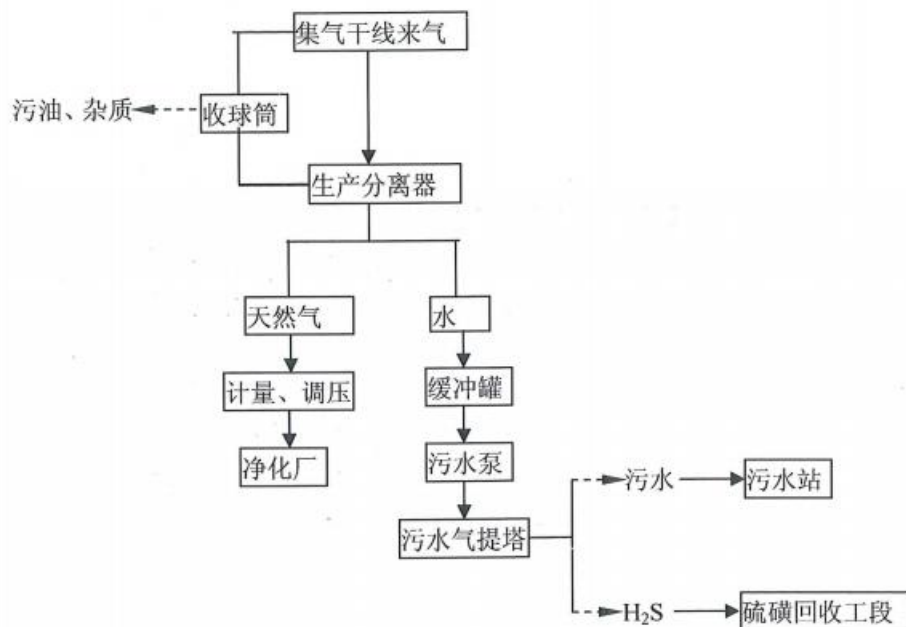 集气干线来气
污油、杂质
收球筒
生产分离器
天然气
水
计量、调压
缓冲罐
净化厂
污水泵
污水
污水站
污水气提塔
H₂S
硫磺回收工段